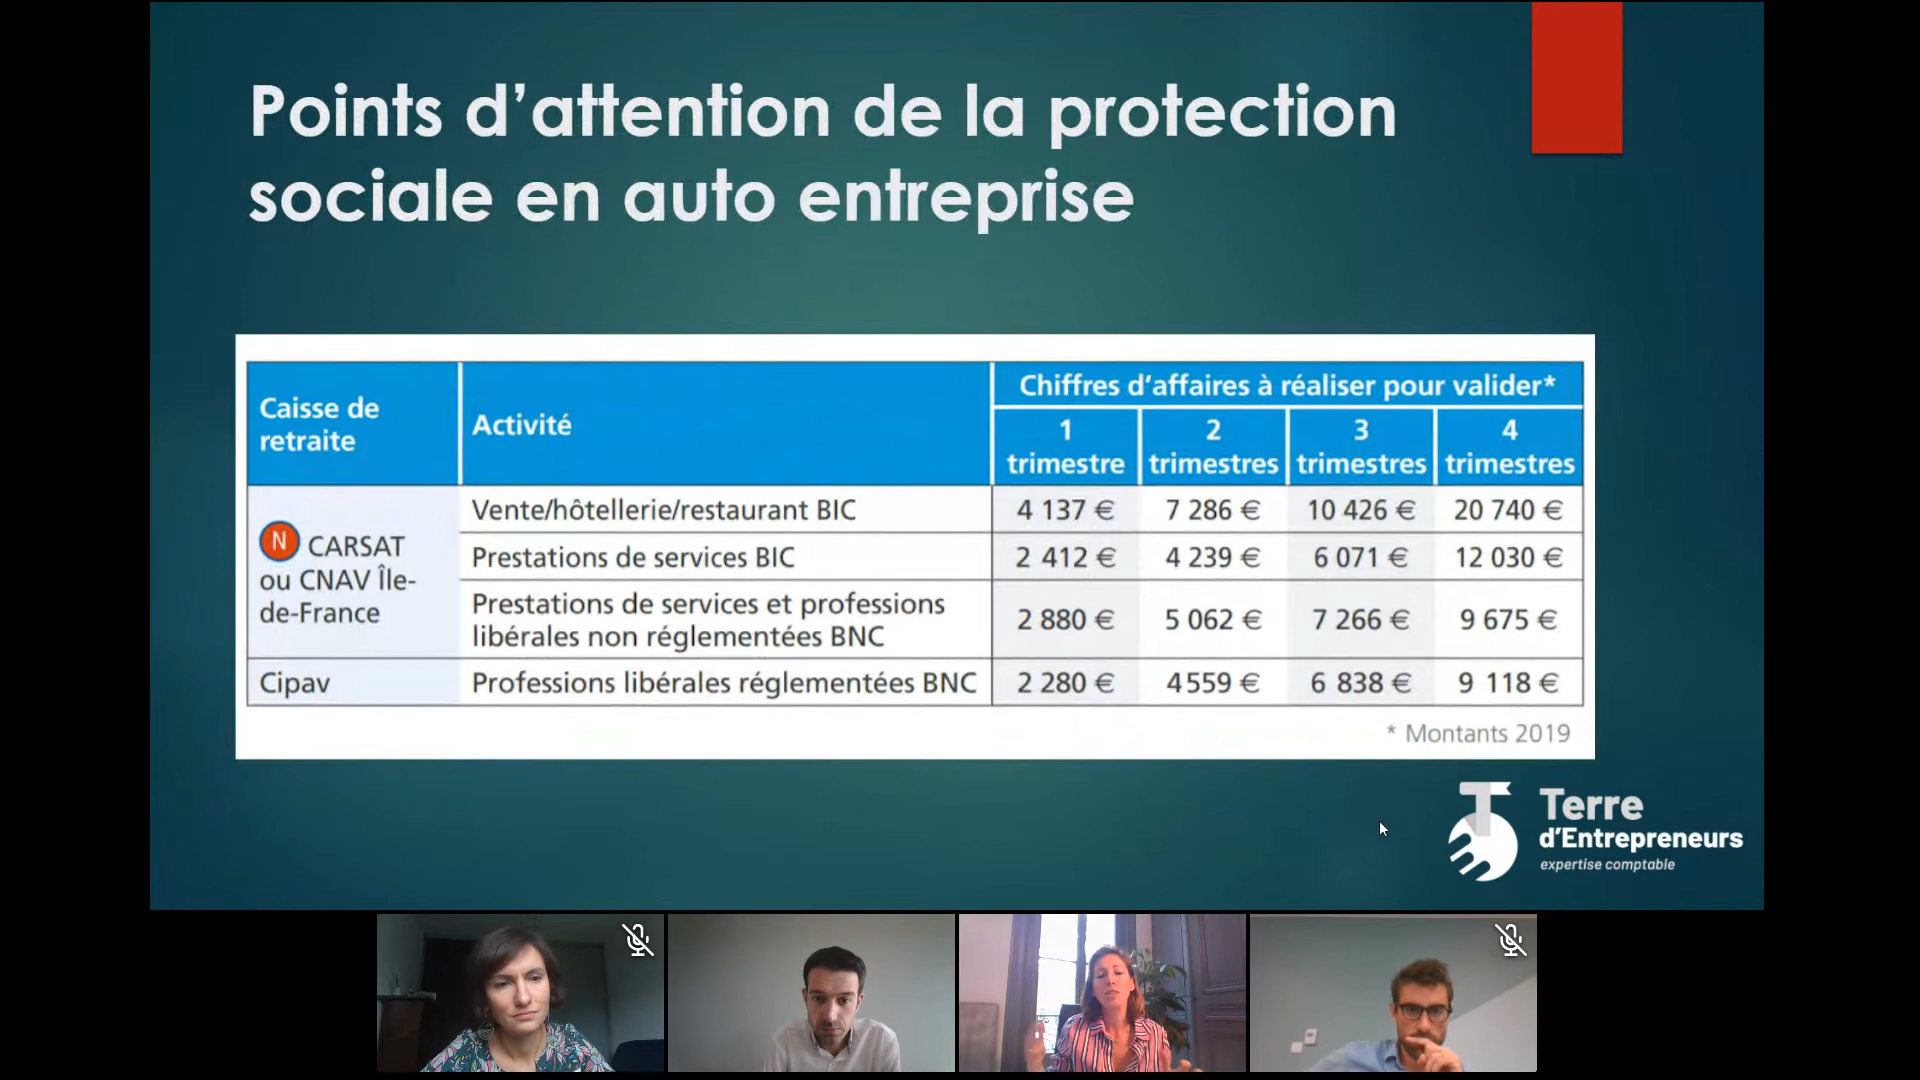 Points d’attention de la protection
sociale en auto entreprise
Caisse de
retraite
Activité
Chiffres d’affaires à réaliser pour valider*
1
trimestre
2
trimestres
3
trimestres
4
trimestres
N CARSAT
ou CNAV Île-
de-France
Vente/hôtellerie/restaurant BIC
4 137 €
7 286 €
10 426 €
20 740 €
Prestations de services BIC
2 412 €
4 239 €
6 071 €
12 030 €
Prestations de services et professions
libérales non réglementées BNC
2 880 €
5 062 €
7 266 €
9 675 €
Cipav
Professions libérales réglementées BNC
2 280 €
4 559 €
6 838 €
9 118 €
* Montants 2019
Terre
d’Entrepreneurs
expertise comptable